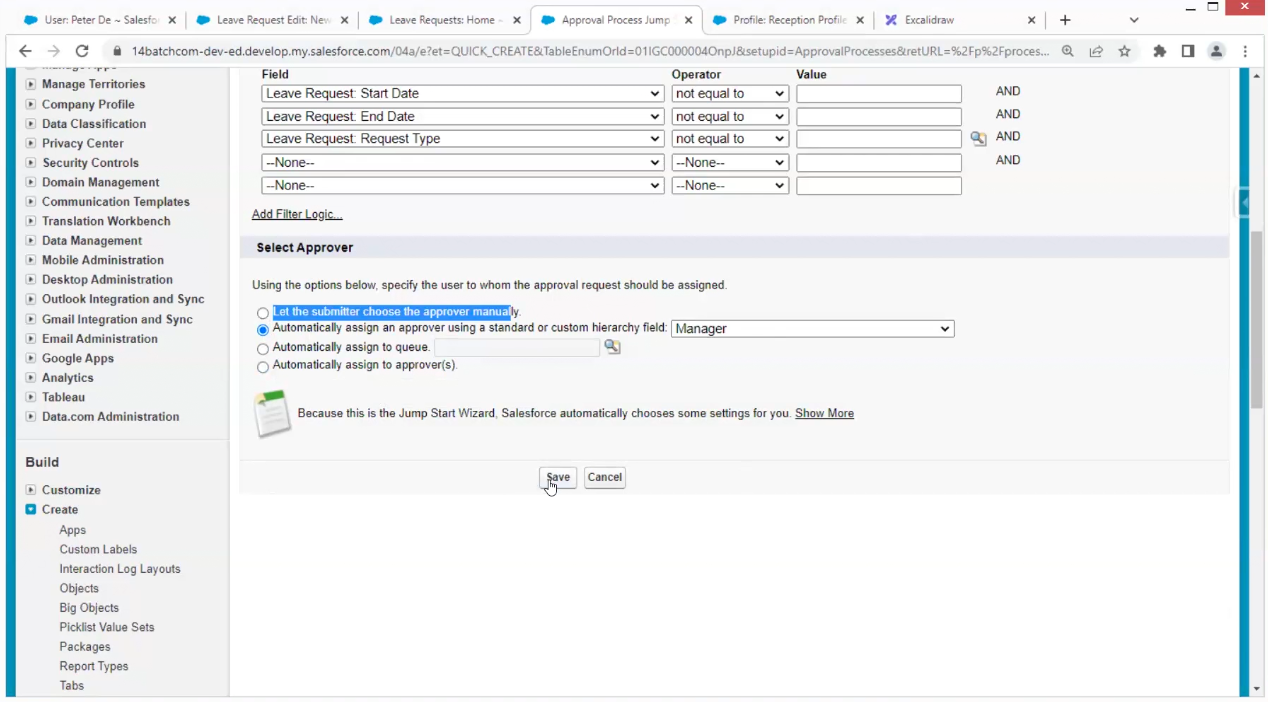 User: Peter De ~ Salesfo
Leave Request Edit: New
Leave Requests: Home ~
Approval Process Jump
Profile: Reception Profile
Excalidraw
14batchcom-dev-ed.develop.my.salesforce.com/04a/e?et=QUICK_CREATE&TableEnumOrId=01IGC000004OnpJ&setupid=ApprovalProcesses&retURL=%2Fp%2Fproces...
Manage Apps
Manage Territories
Company Profile
Data Classification
Privacy Center
Security Controls
Domain Management
Communication Templates
Translation Workbench
Data Management
Mobile Administration
Desktop Administration
Outlook Integration and Sync
Gmail Integration and Sync
Email Administration
Google Apps
Analytics
Tableau
Data.com Administration
Build
Customize
Create
Apps
Custom Labels
Interaction Log Layouts
Objects
Big Objects
Picklist Value Sets
Packages
Report Types
Tabs
Field Operator Value
Leave Request: Start Date not equal to AND
Leave Request: End Date not equal to AND
Leave Request: Request Type not equal to AND
--None-- --None-- AND
--None-- --None--
Add Filter Logic...
Select Approver
Using the options below, specify the user to whom the approval request should be assigned.
Let the submitter choose the approver manually.
Automatically assign an approver using a standard or custom hierarchy field: Manager
Automatically assign to queue.
Automatically assign to approver(s).
Because this is the Jump Start Wizard, Salesforce automatically chooses some settings for you. Show More
Save Cancel